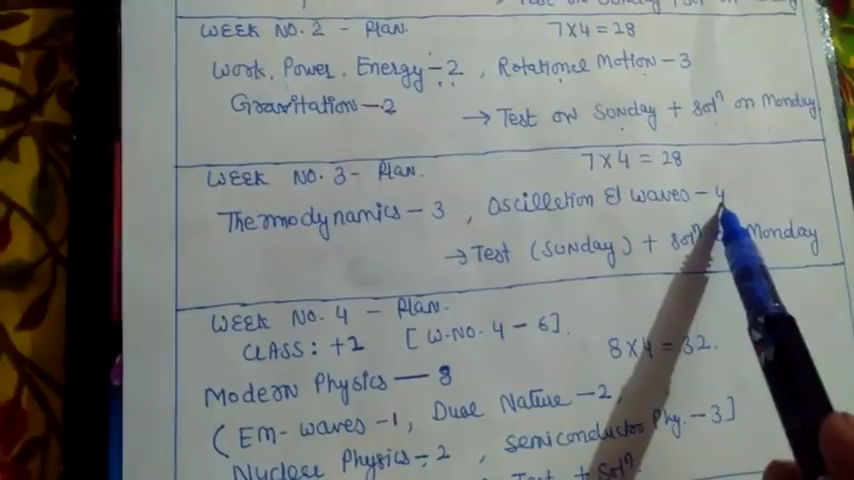 WEEK NO. 2 - Plan. 7x4 = 28
Work, Power, Energy - 2, Rotational Motion - 3
Gravitation - 2
→ Test on Sunday + Solⁿ on Monday
WEEK NO. 3 - Plan. 7x4 = 28
Thermodynamics - 3, Oscillation & waves - 4
→ Test (Sunday) + Solⁿ Monday.
WEEK NO. 4 - Plan.
CLASS: +2 [W.NO. 4 - 6].
8x4 = 32.
Modern Physics - 8
(EM-waves - 1, Dual Nature - 2,
Nuclear Physics - 2, Semiconductor Phy. - 3]
Test + Solⁿ.